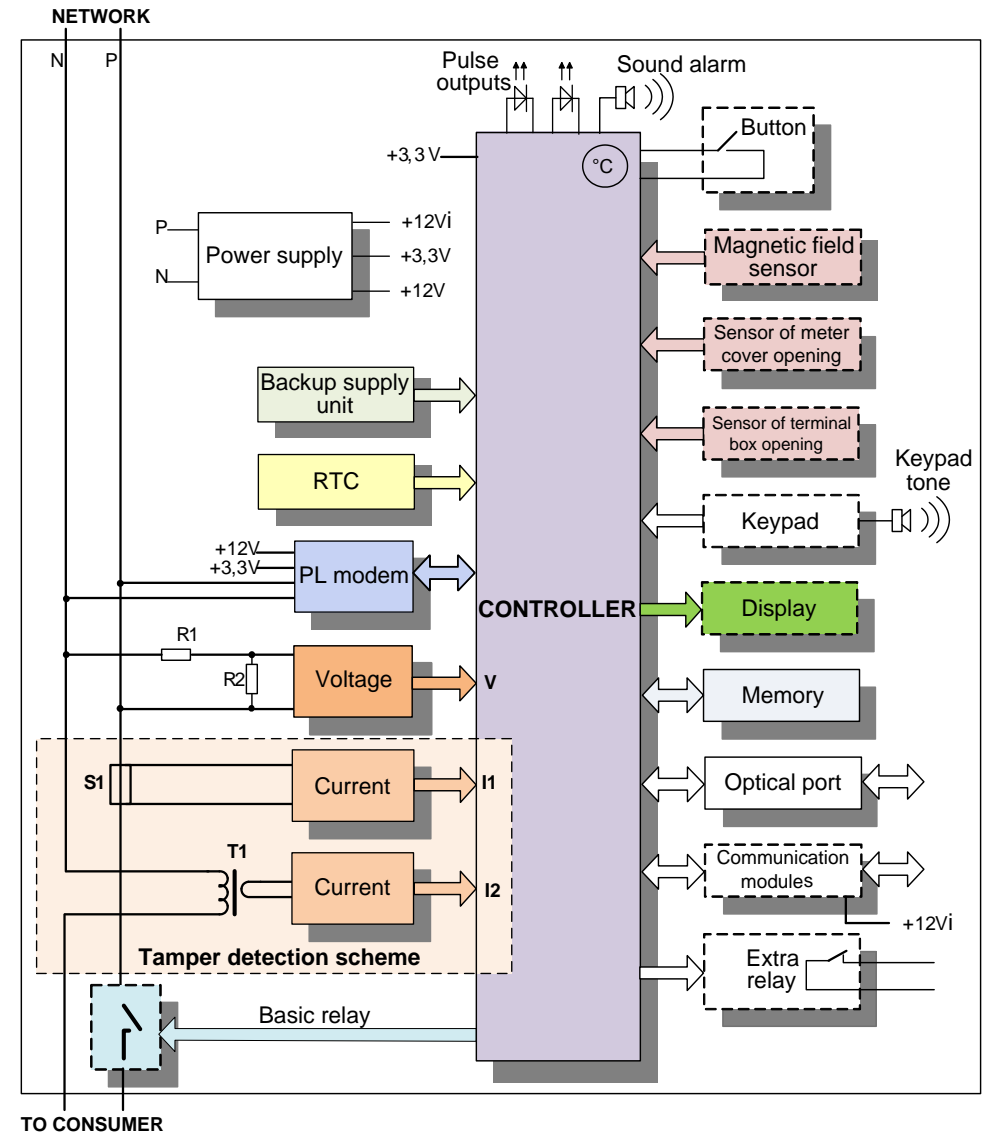 NETWORK
N
P
Pulse
outputs
Sound alarm
+3,3 V
°C
Button
P
N
Power supply
+12Vi
+3,3V
+12V
Magnetic field
sensor
Sensor of meter
cover opening
Backup supply
unit
Sensor of terminal
box opening
RTC
Keypad
Keypad
tone
+12V
+3,3V
PL modem
CONTROLLER
Display
R1
R2
Voltage
V
Memory
S1
Current
I1
Optical port
T1
Current
I2
Communication
modules
+12Vi
Tamper detection scheme
Extra
relay
Basic relay
TO CONSUMER